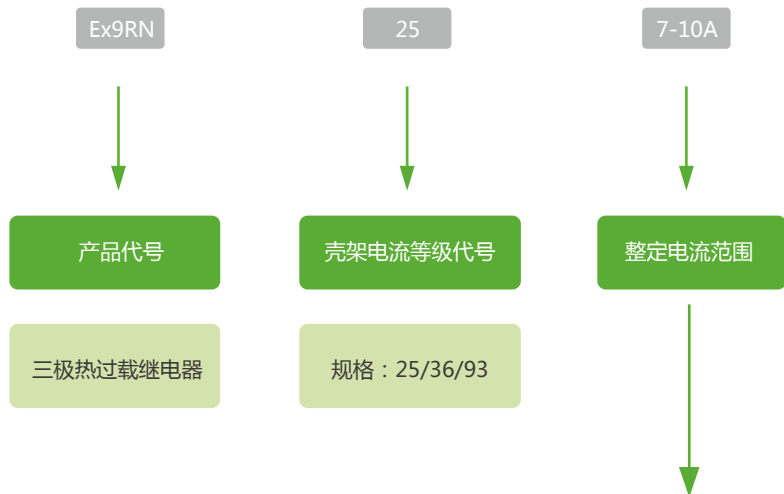 Ex9RN
25
7-10A
产品代号
壳架电流等级代号
整定电流范围
三极热过载继电器
规格：25/36/93